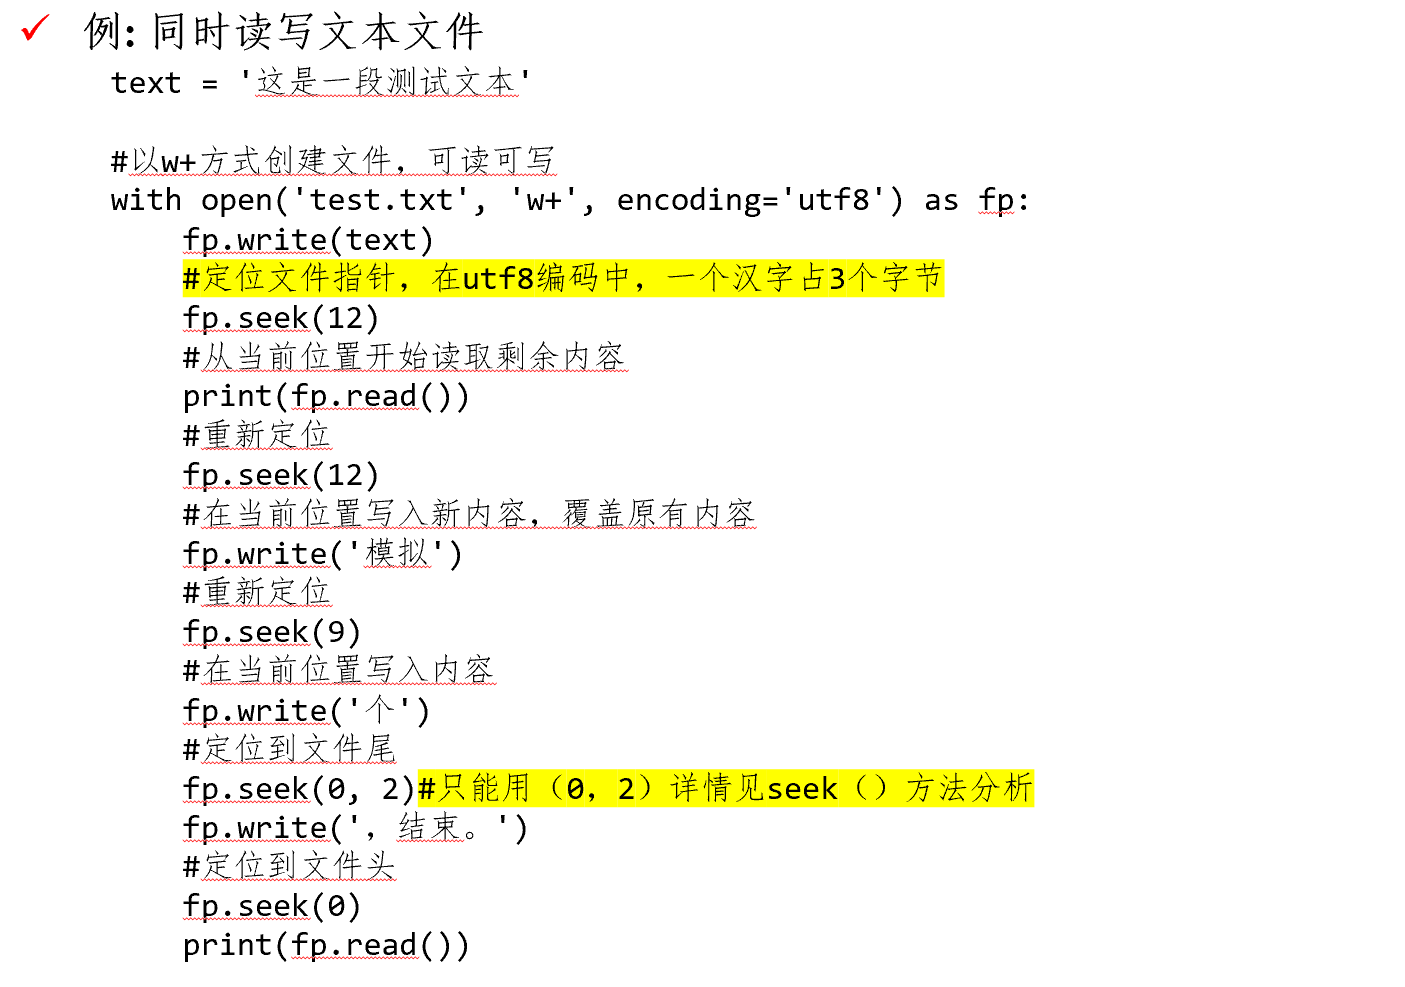 ✓ 例: 同时读写文本文件
text = '这是一段测试文本'
#以w+方式创建文件，可读可写
with open('test.txt', 'w+', encoding='utf8') as fp:
    fp.write(text)
    #定位文件指针，在utf8编码中，一个汉字占3个字节
    fp.seek(12)
    #从当前位置开始读取剩余内容
    print(fp.read())
    #重新定位
    fp.seek(12)
    #在当前位置写入新内容，覆盖原有内容
    fp.write('模拟')
    #重新定位
    fp.seek(9)
    #在当前位置写入内容
    fp.write('个')
    #定位到文件尾
    fp.seek(0, 2)#只能用（0，2）详情见seek（）方法分析
    fp.write('，结束。')
    #定位到文件头
    fp.seek(0)
    print(fp.read())